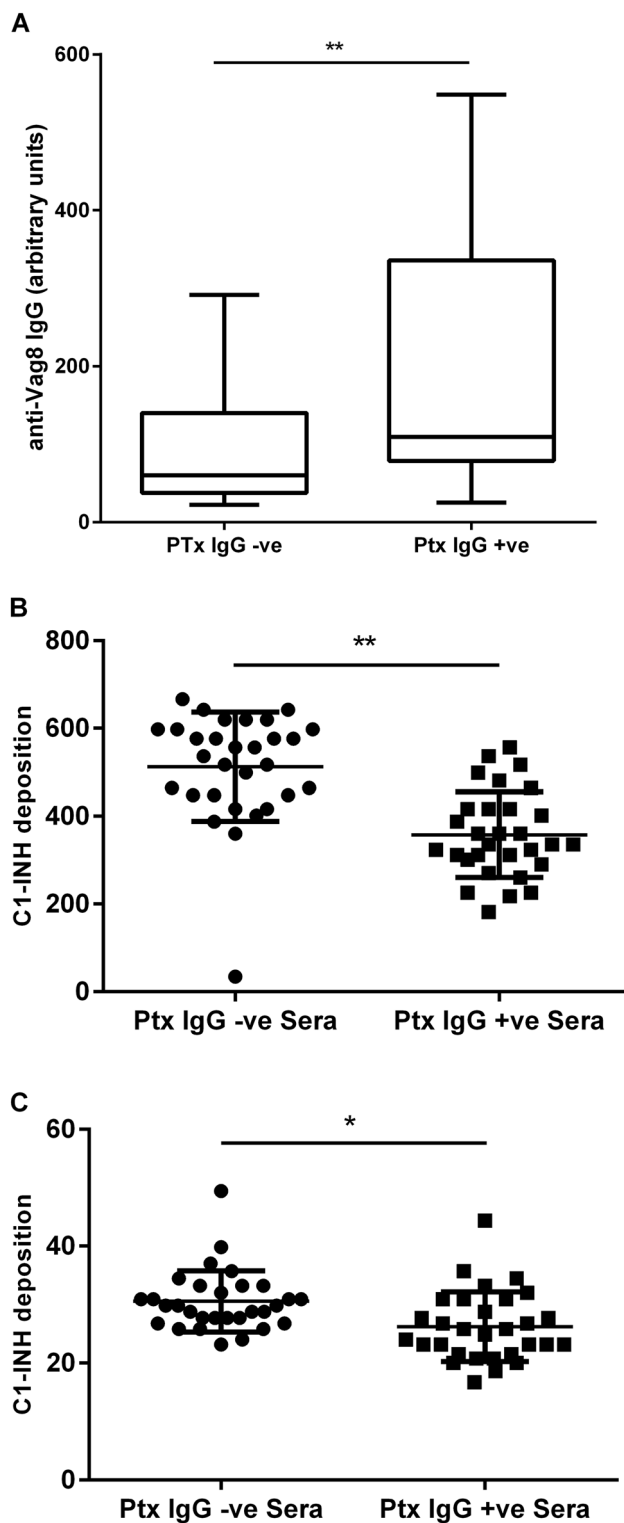 A
**
600
400
200
0
anti-Vag8 IgG (arbitrary units)
PTx IgG -ve
Ptx IgG +ve
B
**
800
600
400
200
0
C1-INH deposition
Ptx IgG -ve Sera
Ptx IgG +ve Sera
C
*
60
40
20
0
C1-INH deposition
Ptx IgG -ve Sera
Ptx IgG +ve Sera